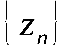 { z_n }